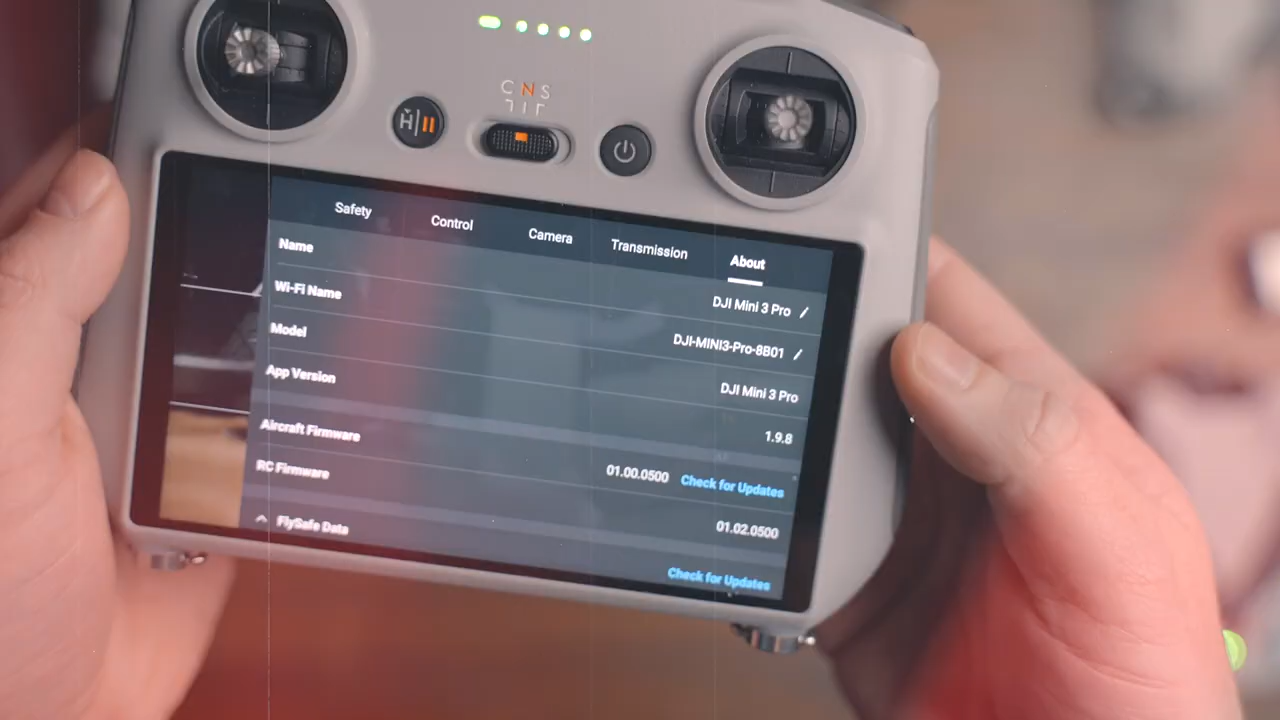 C N S
H
Safety Control Camera Transmission About
Name DJI Mini 3 Pro
Wi-Fi Name DJI-MINI3-Pro-8B01
Model DJI Mini 3 Pro
App Version 1.9.8
Aircraft Firmware 01.00.0500 Check for Updates
RC Firmware 01.02.0500
FlySafe Data Check for Updates